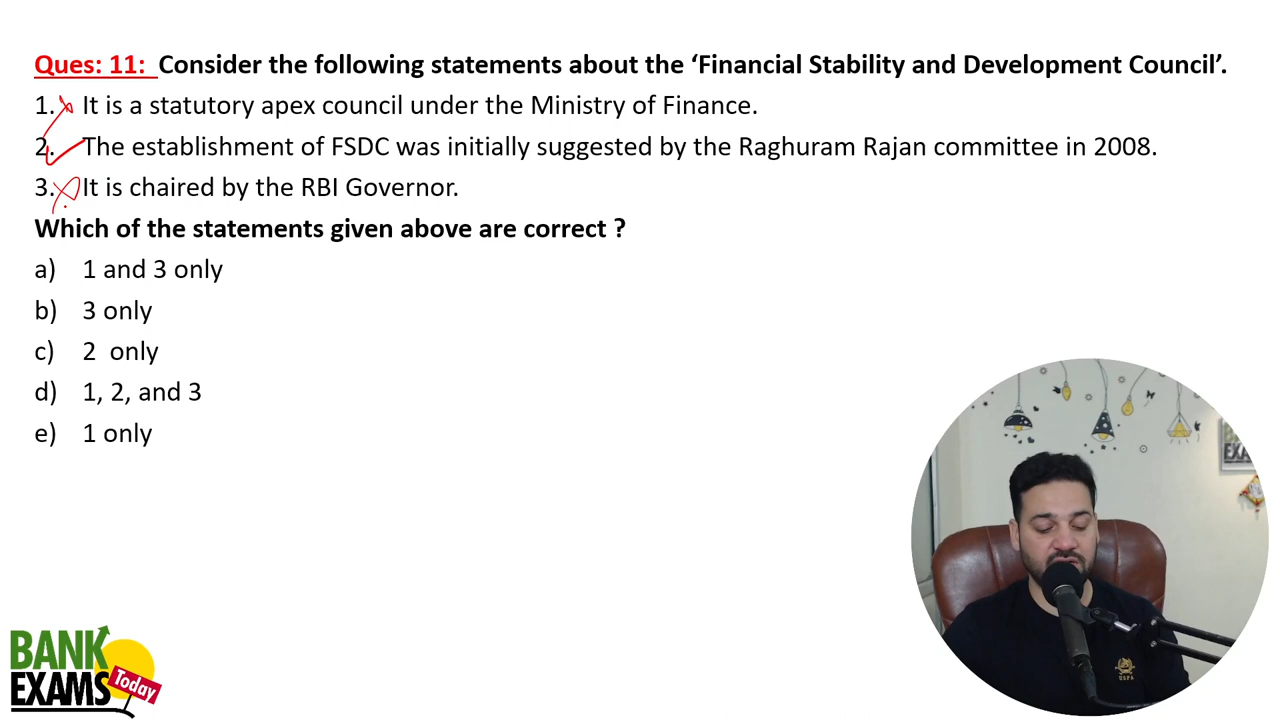 Ques: 11: Consider the following statements about the ‘Financial Stability and Development Council’.
1. It is a statutory apex council under the Ministry of Finance.
2. The establishment of FSDC was initially suggested by the Raghuram Rajan committee in 2008.
3. It is chaired by the RBI Governor.
Which of the statements given above are correct ?
a) 1 and 3 only
b) 3 only
c) 2 only
d) 1, 2, and 3
e) 1 only
BANK
EXAMS
Today
USPA